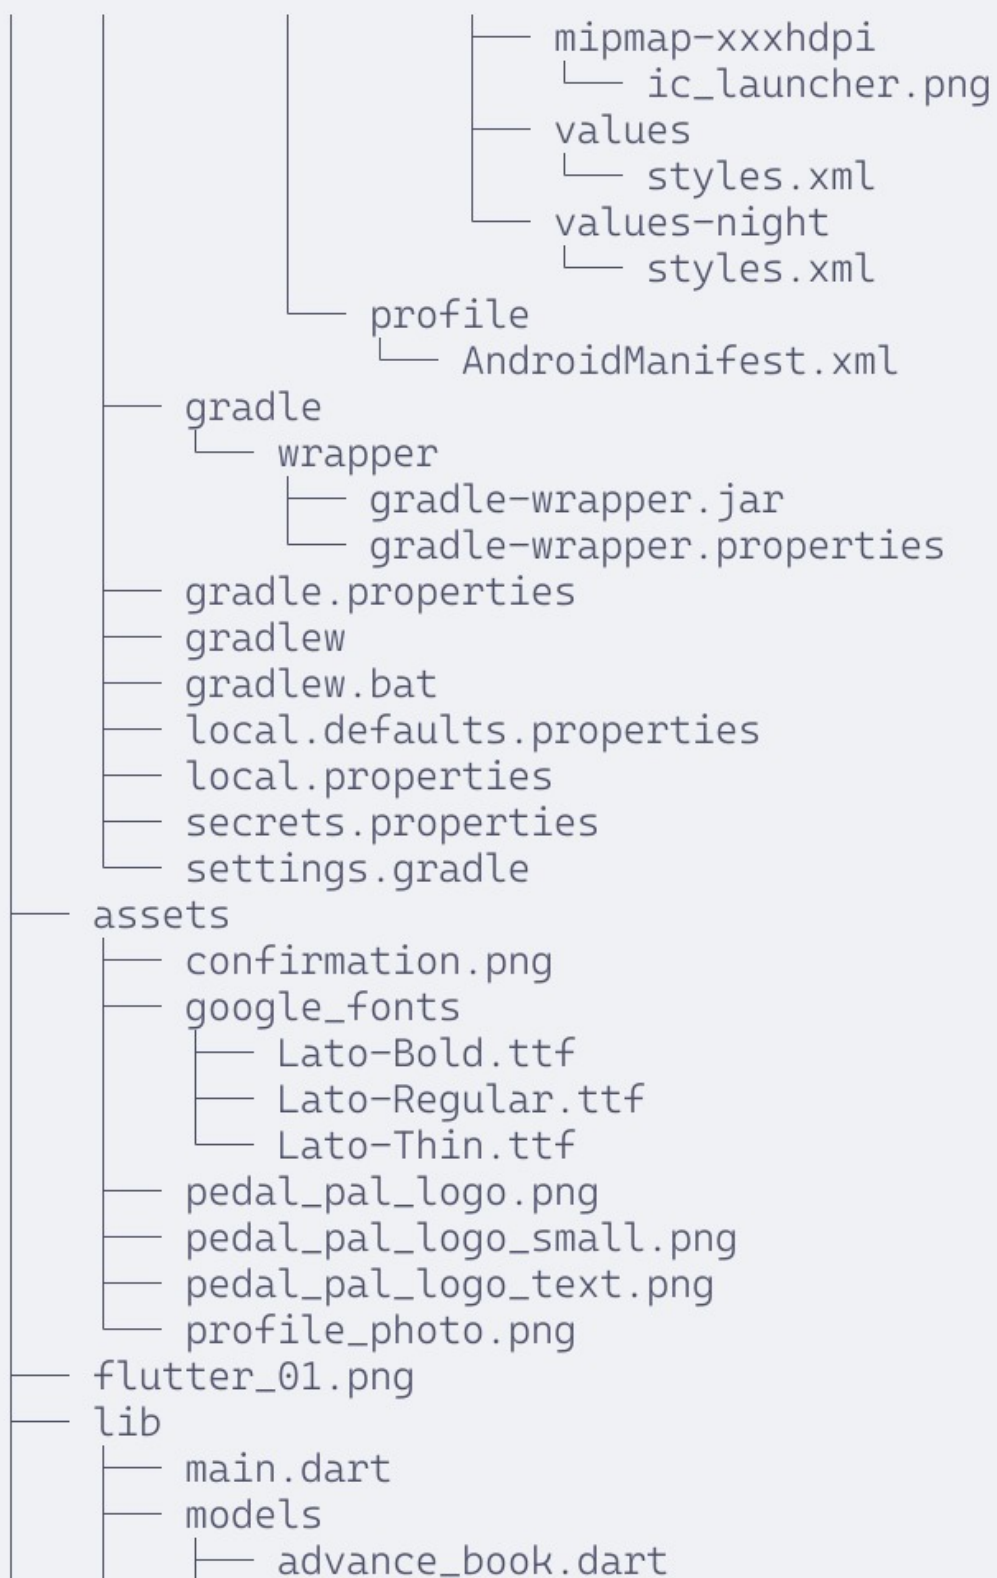 mipmap-xxxhdpi
ic_launcher.png
values
styles.xml
values-night
styles.xml
profile
AndroidManifest.xml
gradle
wrapper
gradle-wrapper.jar
gradle-wrapper.properties
gradle.properties
gradlew
gradlew.bat
local.defaults.properties
local.properties
secrets.properties
settings.gradle
assets
confirmation.png
google_fonts
Lato-Bold.ttf
Lato-Regular.ttf
Lato-Thin.ttf
pedal_pal_logo.png
pedal_pal_logo_small.png
pedal_pal_logo_text.png
profile_photo.png
flutter_01.png
lib
main.dart
models
advance_book.dart